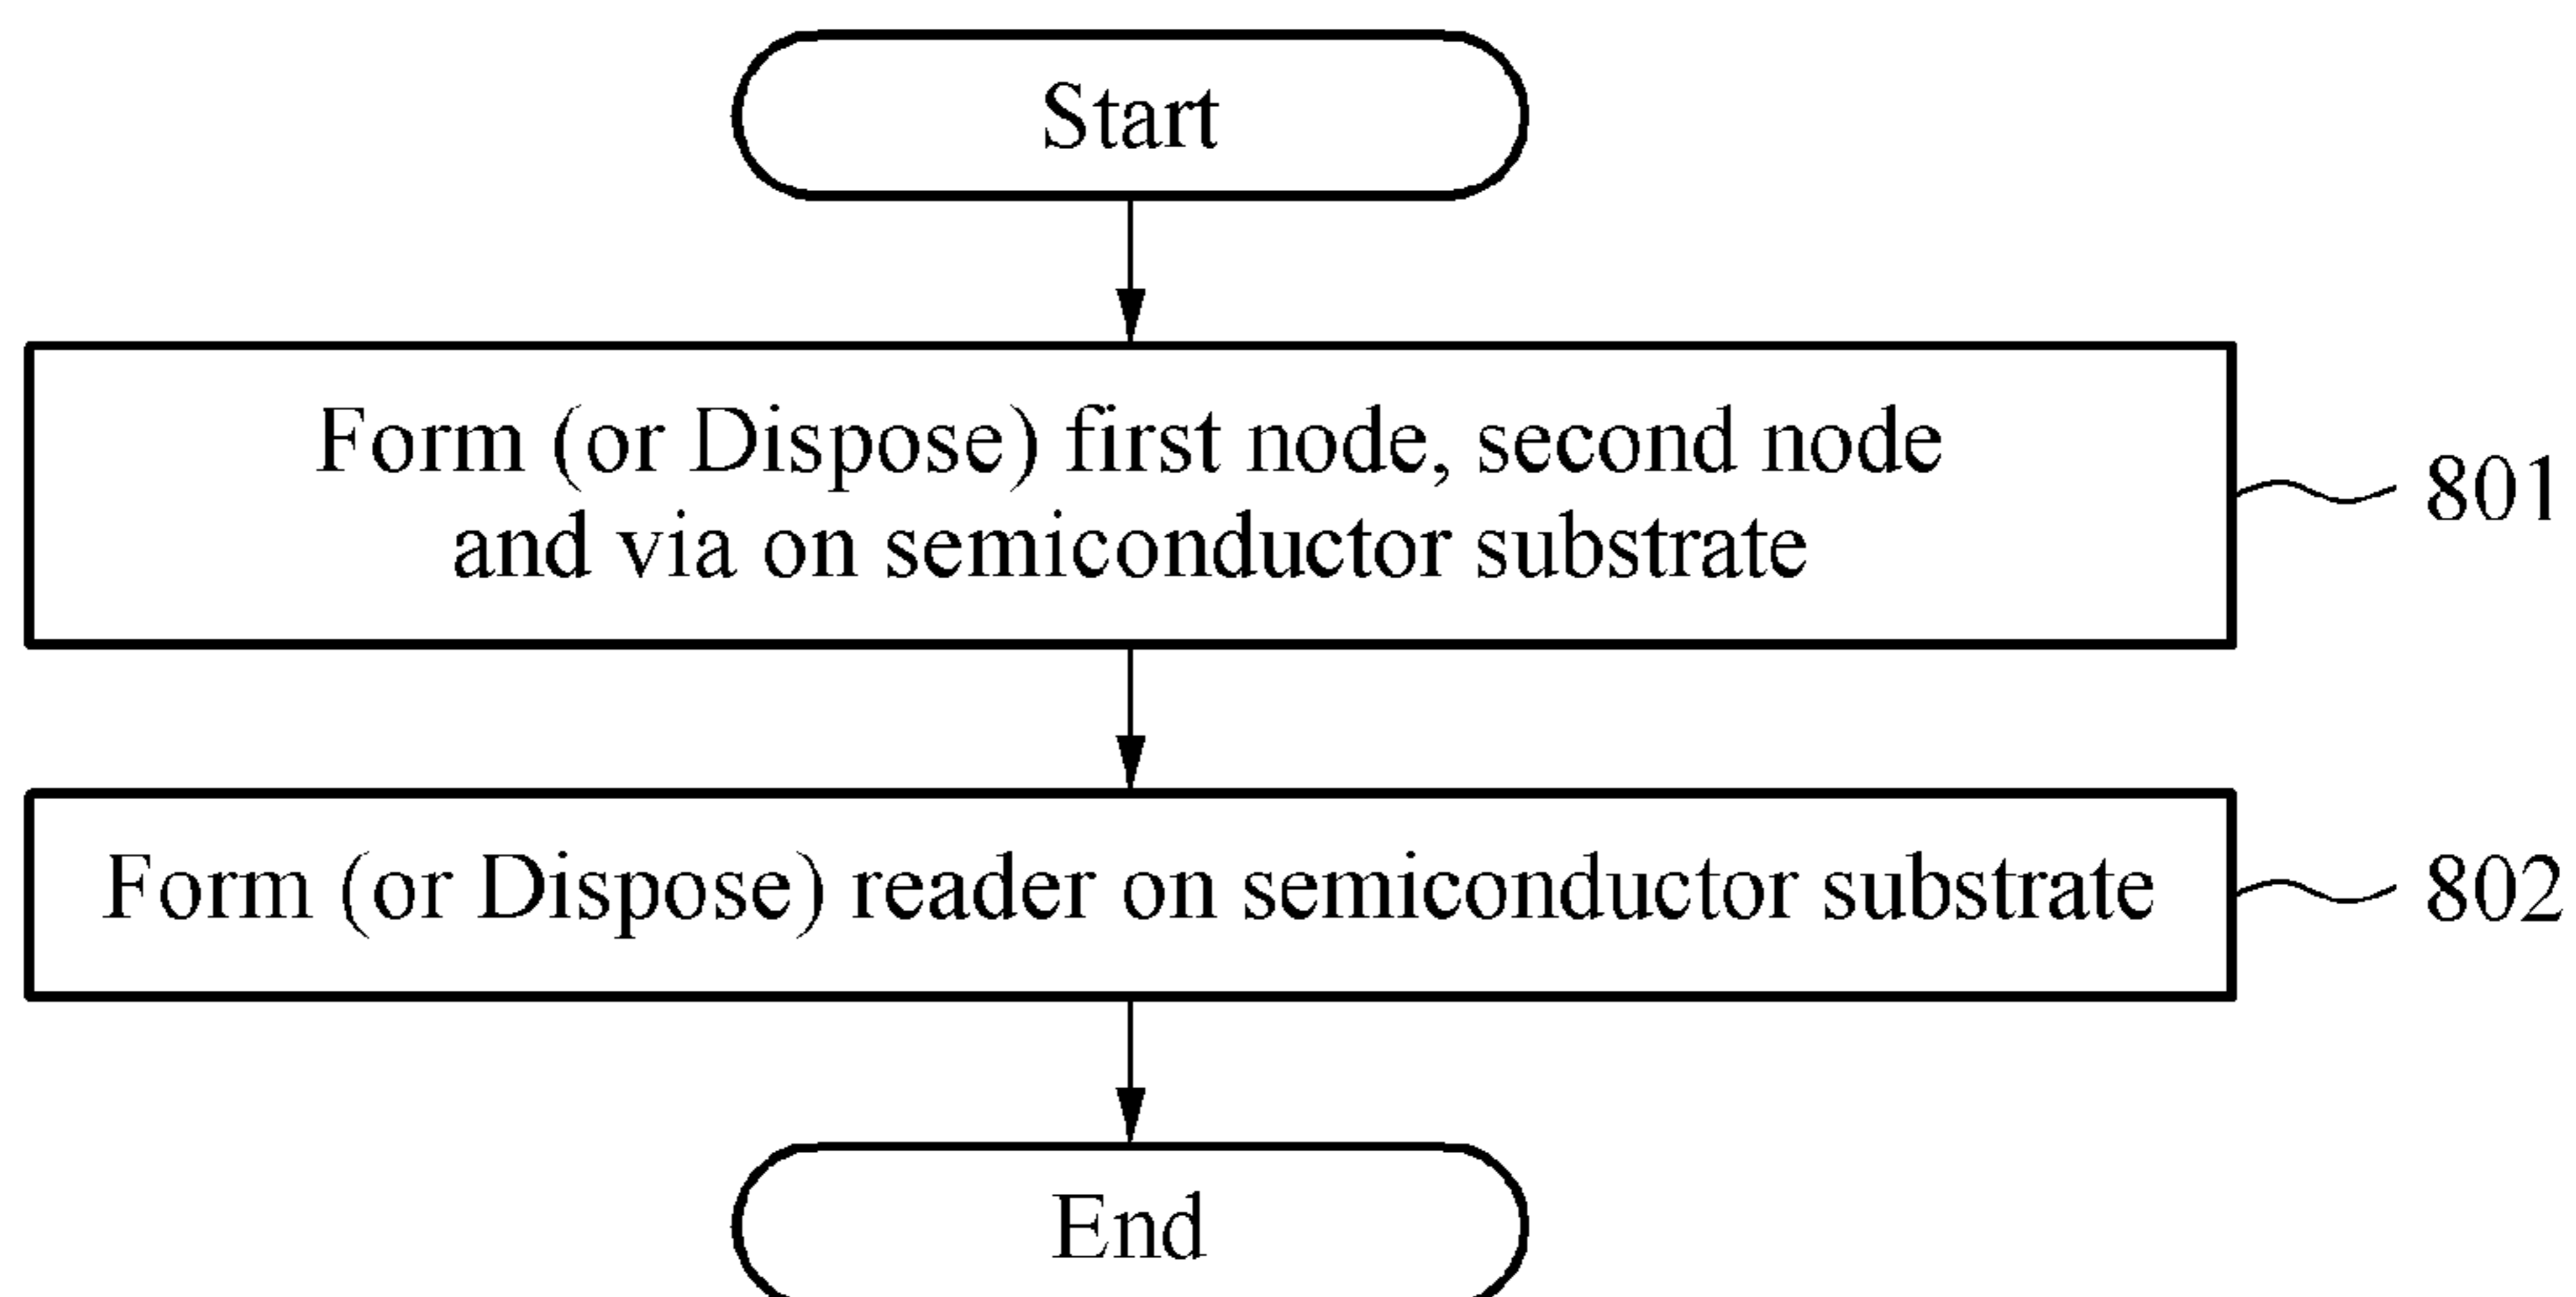 Start
Form (or Dispose) first node, second node
and via on semiconductor substrate
801
Form (or Dispose) reader on semiconductor substrate
802
End